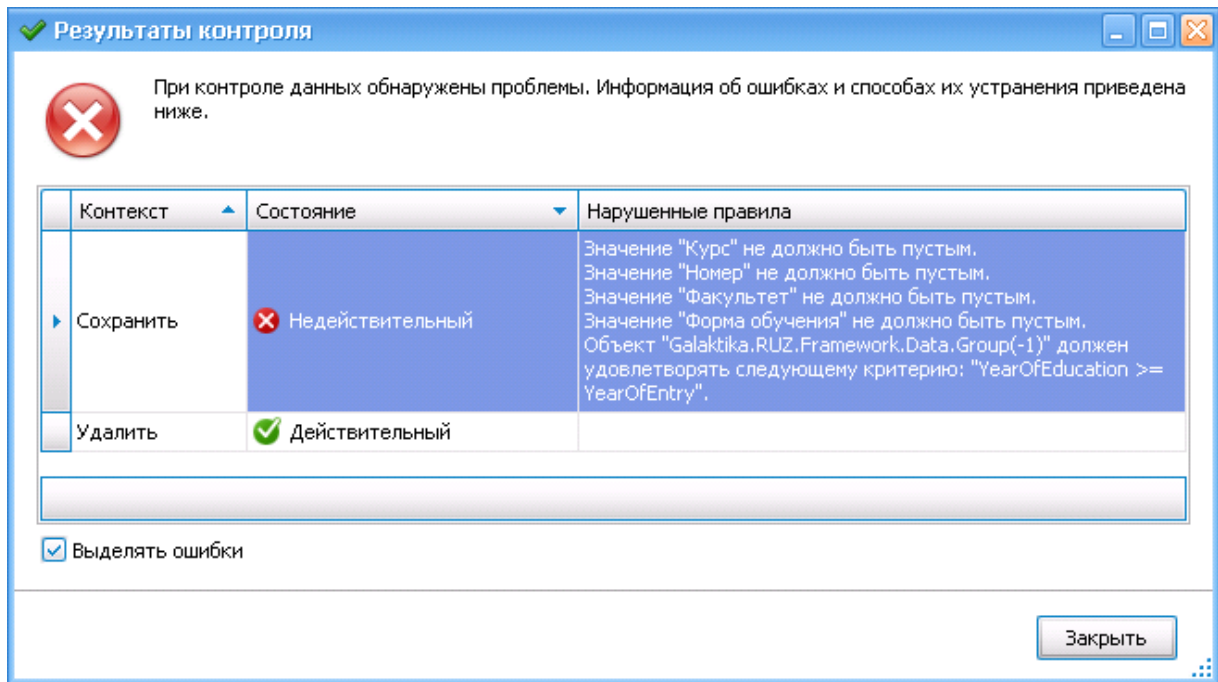 Результаты контроля
При контроле данных обнаружены проблемы. Информация об ошибках и способах их устранения приведена
ниже.
Контекст Состояние Нарушенные правила
Значение "Курс" не должно быть пустым.
Значение "Номер" не должно быть пустым.
Значение "Факультет" не должно быть пустым.
Сохранить Недействительный Значение "Форма обучения" не должно быть пустым.
Объект "Galaktika.RUZ.Framework.Data.Group(-1)" должен
удовлетворять следующему критерию: "YearOfEducation >=
YearOfEntry".
Удалить Действительный
Выделять ошибки
Закрыть